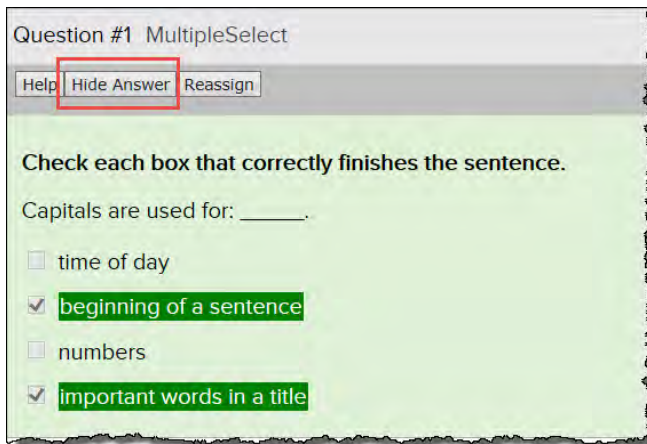 Question #1 MultipleSelect
Help Hide Answer Reassign
Check each box that correctly finishes the sentence.
Capitals are used for: ______.
time of day
beginning of a sentence
numbers
important words in a title